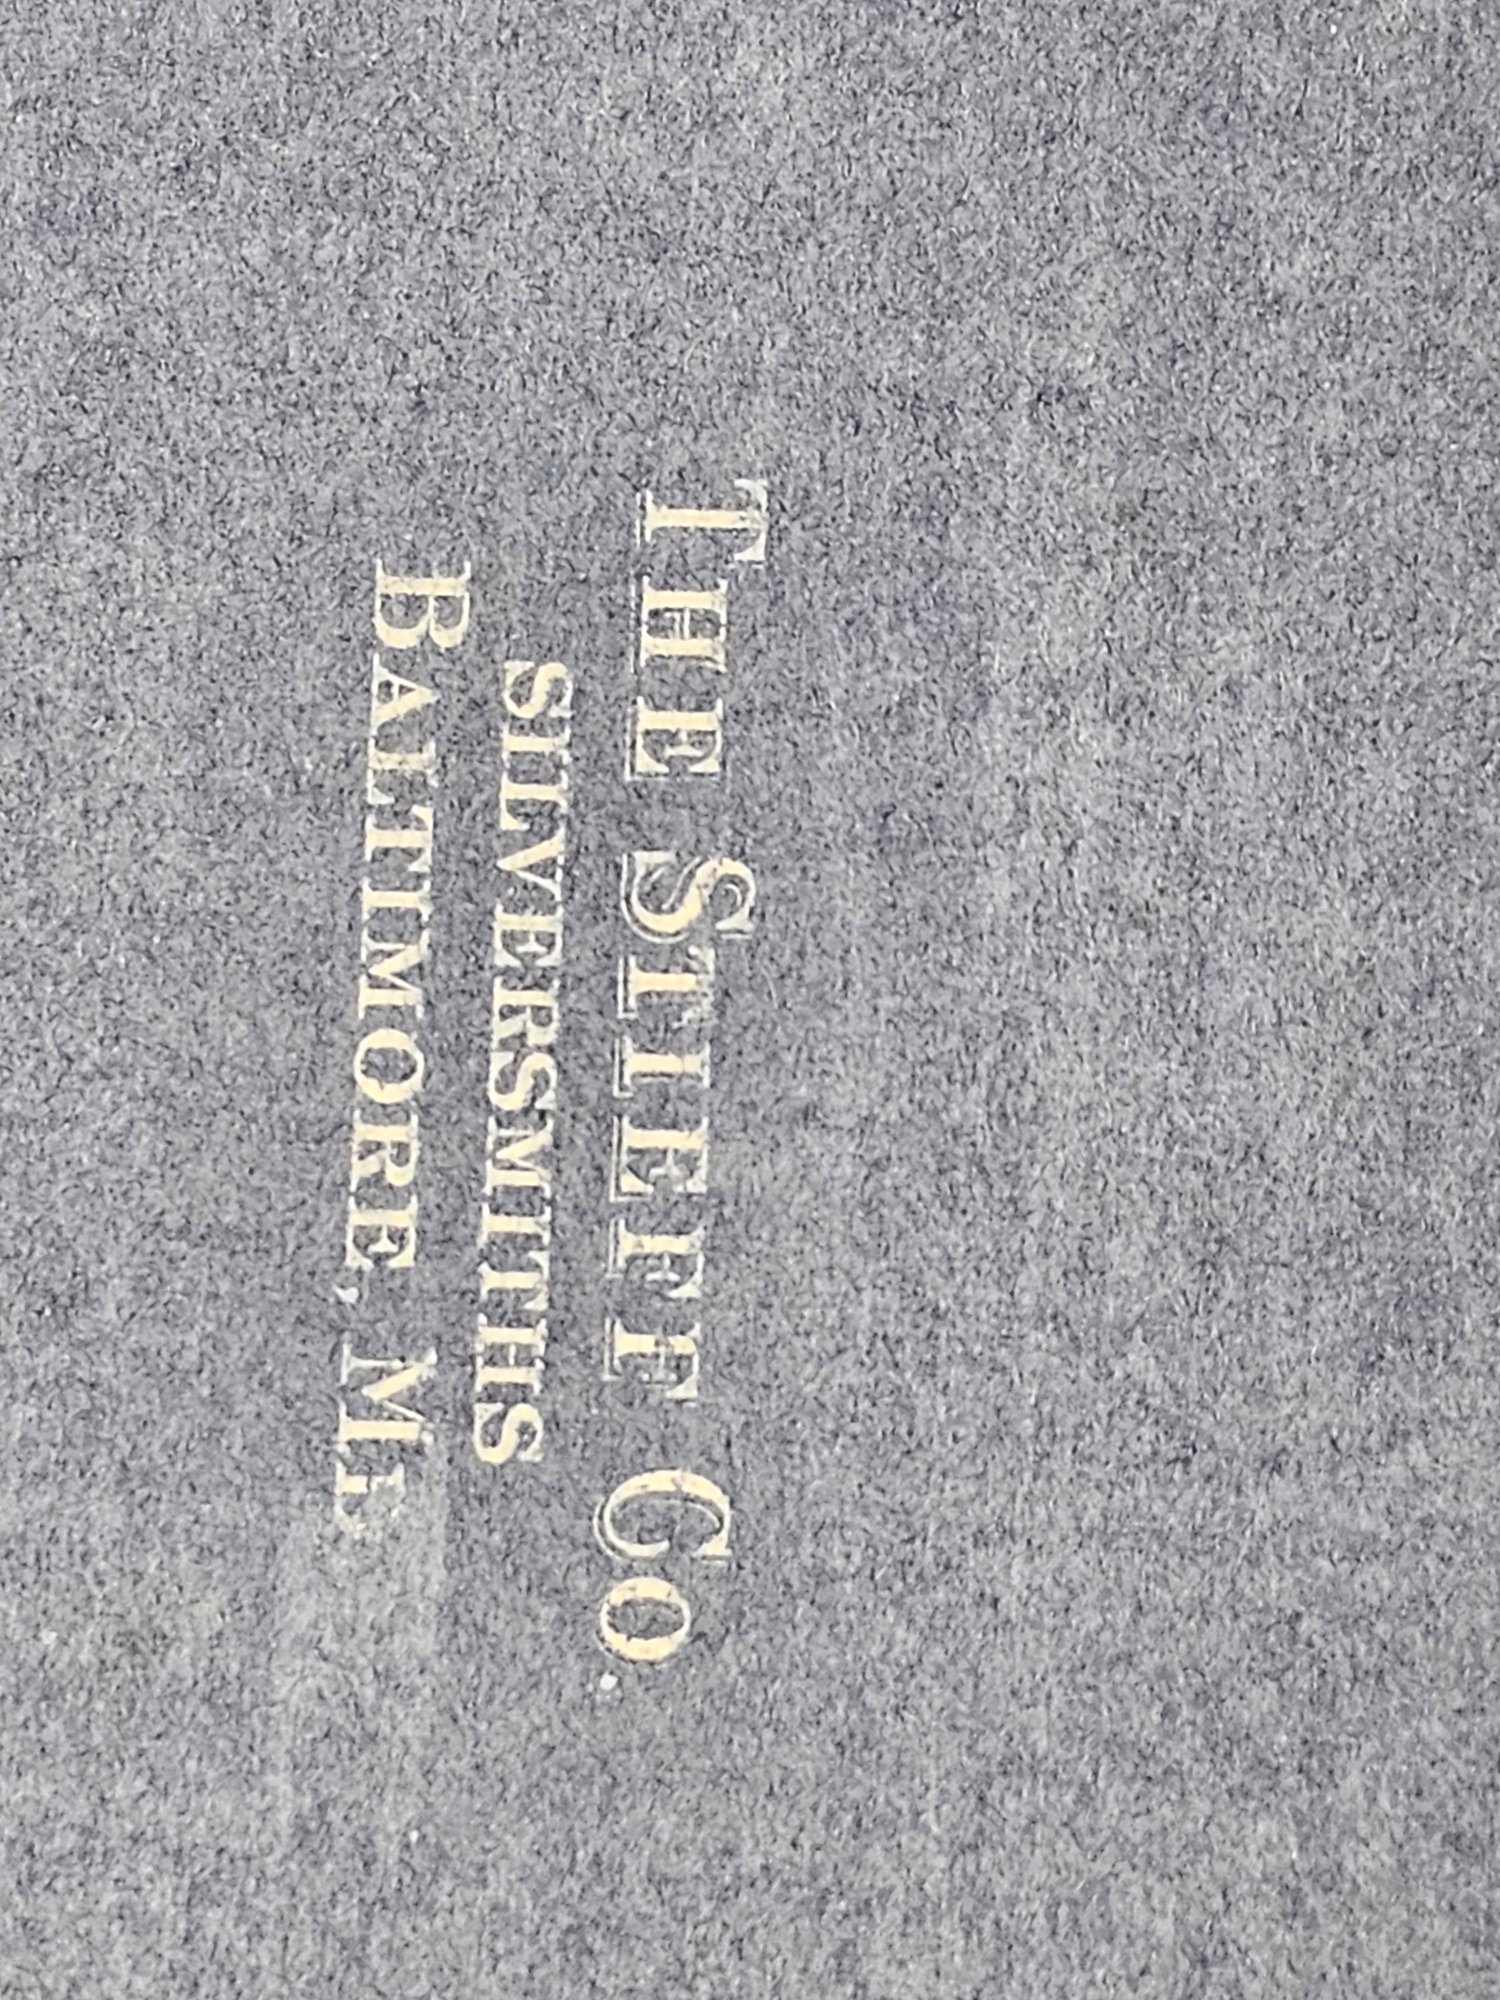 THE STIEFF CO.
SILVERSMITHS
BALTIMORE, MD